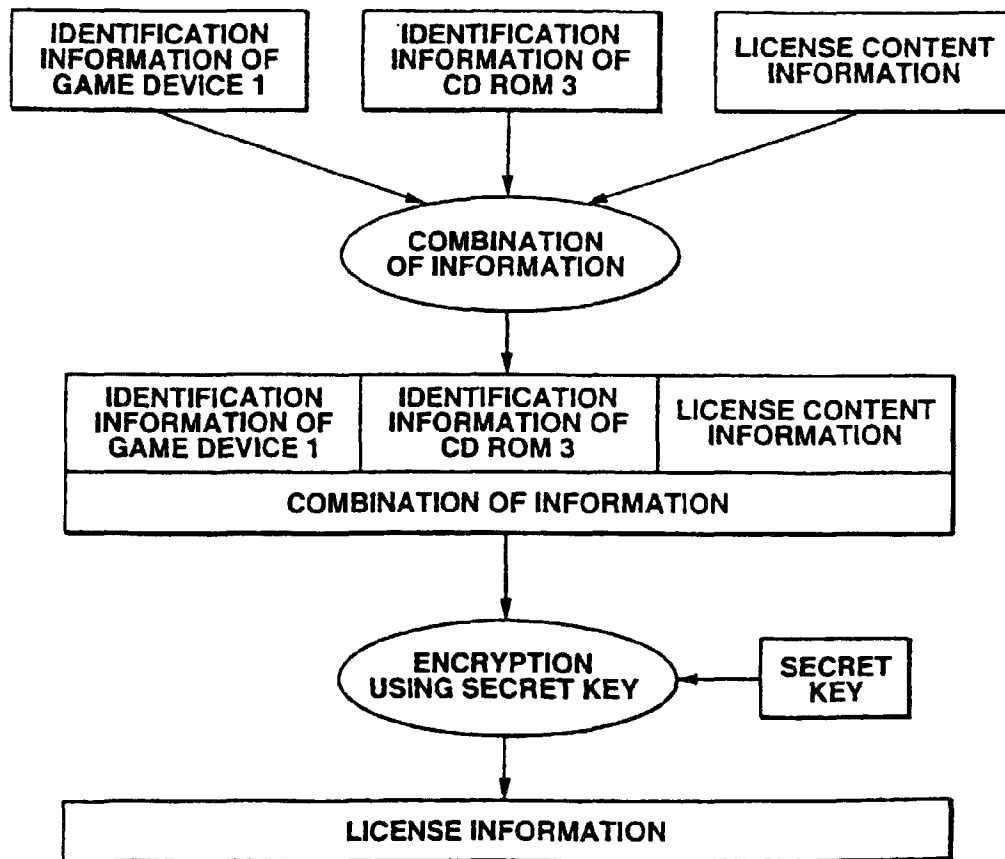 IDENTIFICATION
INFORMATION OF
GAME DEVICE 1
IDENTIFICATION
INFORMATION OF
CD ROM 3
LICENSE CONTENT
INFORMATION
COMBINATION
OF INFORMATION
IDENTIFICATION
INFORMATION OF
GAME DEVICE 1
IDENTIFICATION
INFORMATION OF
CD ROM 3
LICENSE CONTENT
INFORMATION
COMBINATION OF INFORMATION
ENCRYPTION
USING SECRET KEY
SECRET
KEY
LICENSE INFORMATION